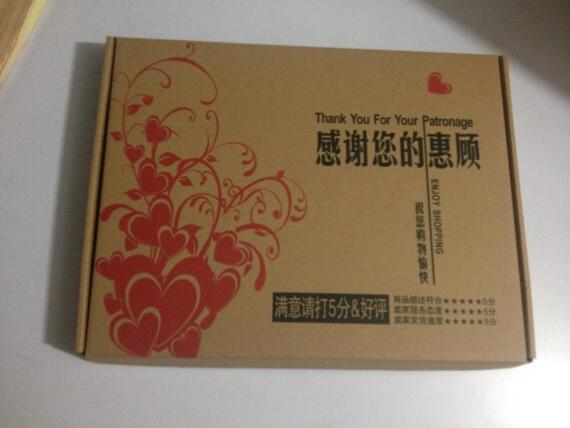 Thank You For Your Patronage
感谢您的惠顾
ENJOY SHOPPING
祝您购物愉快
满意请打5分&好评
商品描述符合★★★★★5分
卖家服务态度★★★★★5分
卖家发货速度★★★★★5分